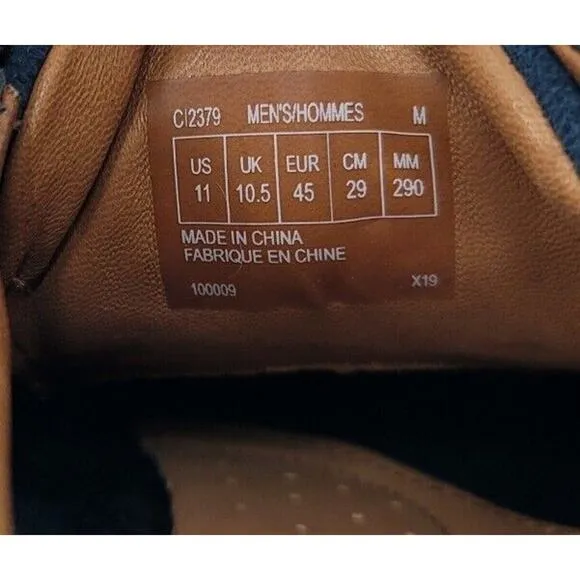 CI2379 MEN'S/HOMMES M
US UK EUR CM MM
11 10.5 45 29 290
MADE IN CHINA
FABRIQUE EN CHINE
100009 X19